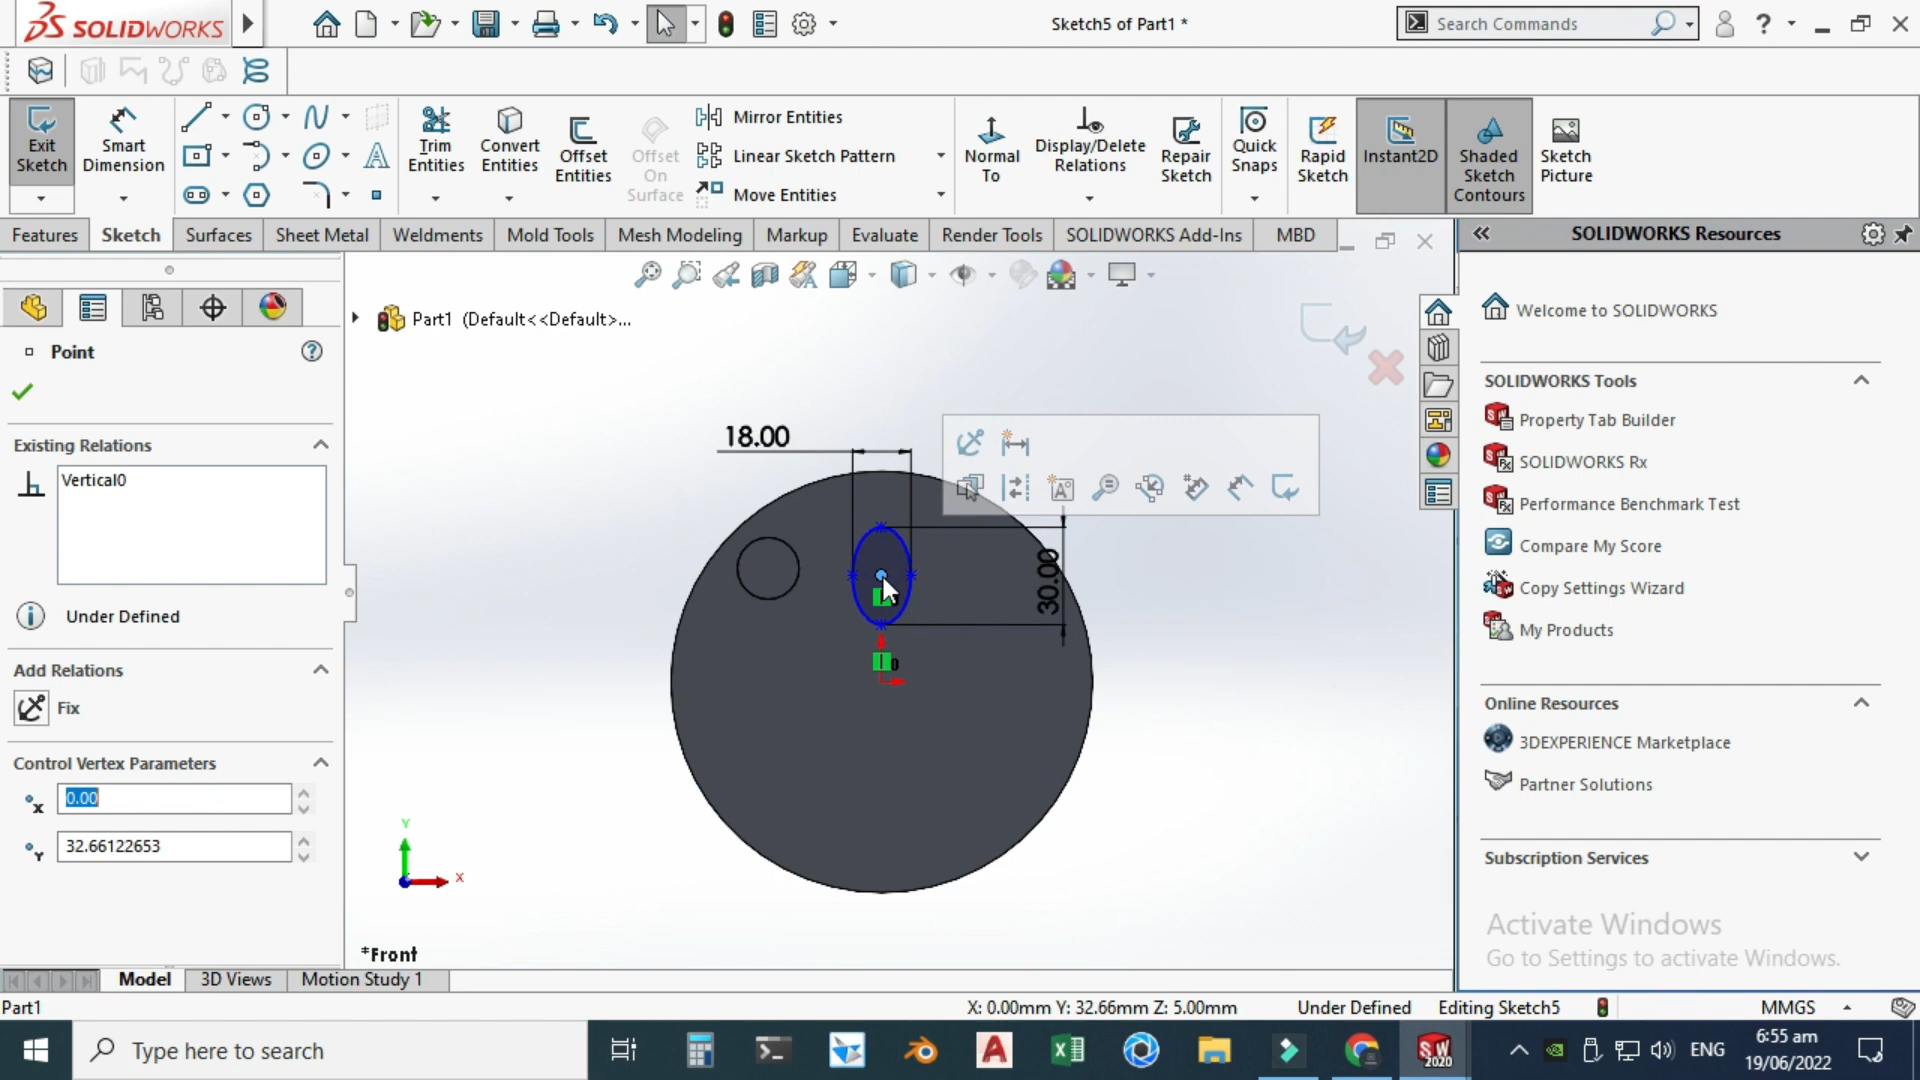 SOLIDWORKS
Sketch5 of Part1 *
Search Commands
Exit Sketch
Smart Dimension
Trim Entities
Convert Entities
Offset Entities
Offset On Surface
Mirror Entities
Linear Sketch Pattern
Move Entities
Normal To
Display/Delete Relations
Repair Sketch
Quick Snaps
Rapid Sketch
Instant2D
Shaded Sketch Contours
Sketch Picture
Features
Sketch
Surfaces
Sheet Metal
Weldments
Mold Tools
Mesh Modeling
Markup
Evaluate
Render Tools
SOLIDWORKS Add-Ins
MBD
SOLIDWORKS Resources
Part1 (Default<<Default>...
Point
Existing Relations
Vertical0
Under Defined
Add Relations
Fix
Control Vertex Parameters
0.00
32.66122653
18.00
30.00
0
Y
X
*Front
Welcome to SOLIDWORKS
SOLIDWORKS Tools
Property Tab Builder
SOLIDWORKS Rx
Performance Benchmark Test
Compare My Score
Copy Settings Wizard
My Products
Online Resources
3DEXPERIENCE Marketplace
Partner Solutions
Subscription Services
Activate Windows
Go to Settings to activate Windows.
Model
3D Views
Motion Study 1
Part1
X: 0.00mm Y: 32.66mm Z: 5.00mm
Under Defined
Editing Sketch5
MMGS
Type here to search
SW 2020
ENG
6:55 am
19/06/2022